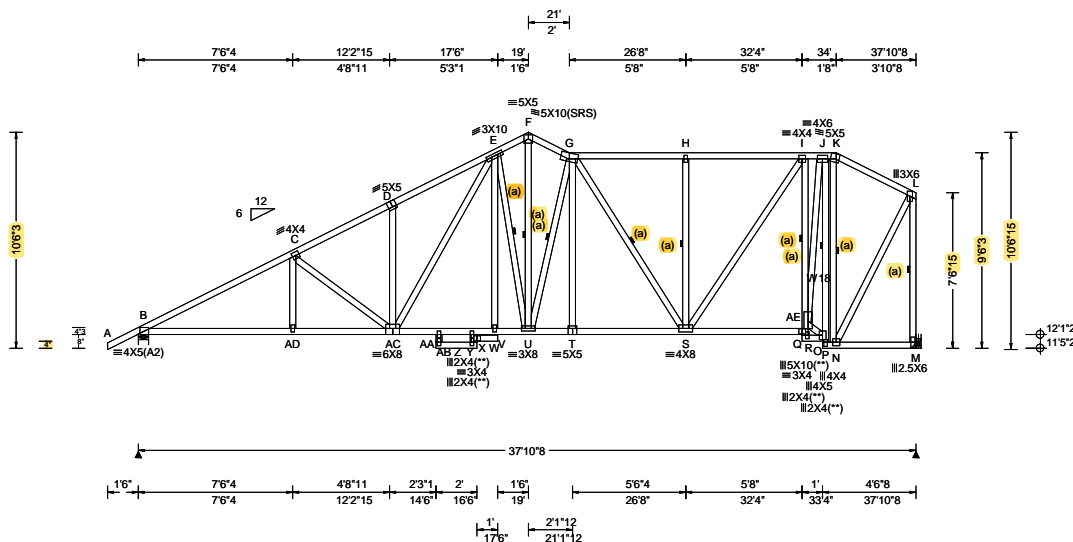 21'
2'
7'6"4 12'2"15 17'6" 19' 26'8" 32'4" 34' 37'10"8
7'6"4 4'8"11 5'3"1 1'6" 5'8" 5'8" 1'8" 3'10"8
≡5X5
5X10(SRS)
F
≡4X6
≡4X4 5X5
3X10
E G H I J K
3X6
L
5X5
D
12
6
4X4
C
(a)
(a)
(a)
(a)
(a)
(a)
(a)
(a)
(a)
W18
10'6"3
7'6"15
9'6"3
10'6"15
4"3
8"
4"
A B
AE
12'1"2
11'5"2
≡4X5(A2)
AD AC AA AB Z Y X W V U T S Q R O P N M
≡6X8
2X4(**)
≡3X4
2X4(**)
≡3X8
≡5X5
≡4X8
5X10(**)
≡3X4 4X4
4X5
2X4(**)
2X4(**)
2.5X6
37'10"8
1'6" 7'6"4 4'8"11 2'3"1 2' 1'6" 5'6"4 5'8" 1' 4'6"8
7'6"4 12'2"15 14'6" 16'6" 19' 26'8" 32'4" 33'4" 37'10"8
1' 2'1"12
17'6" 21'1"12